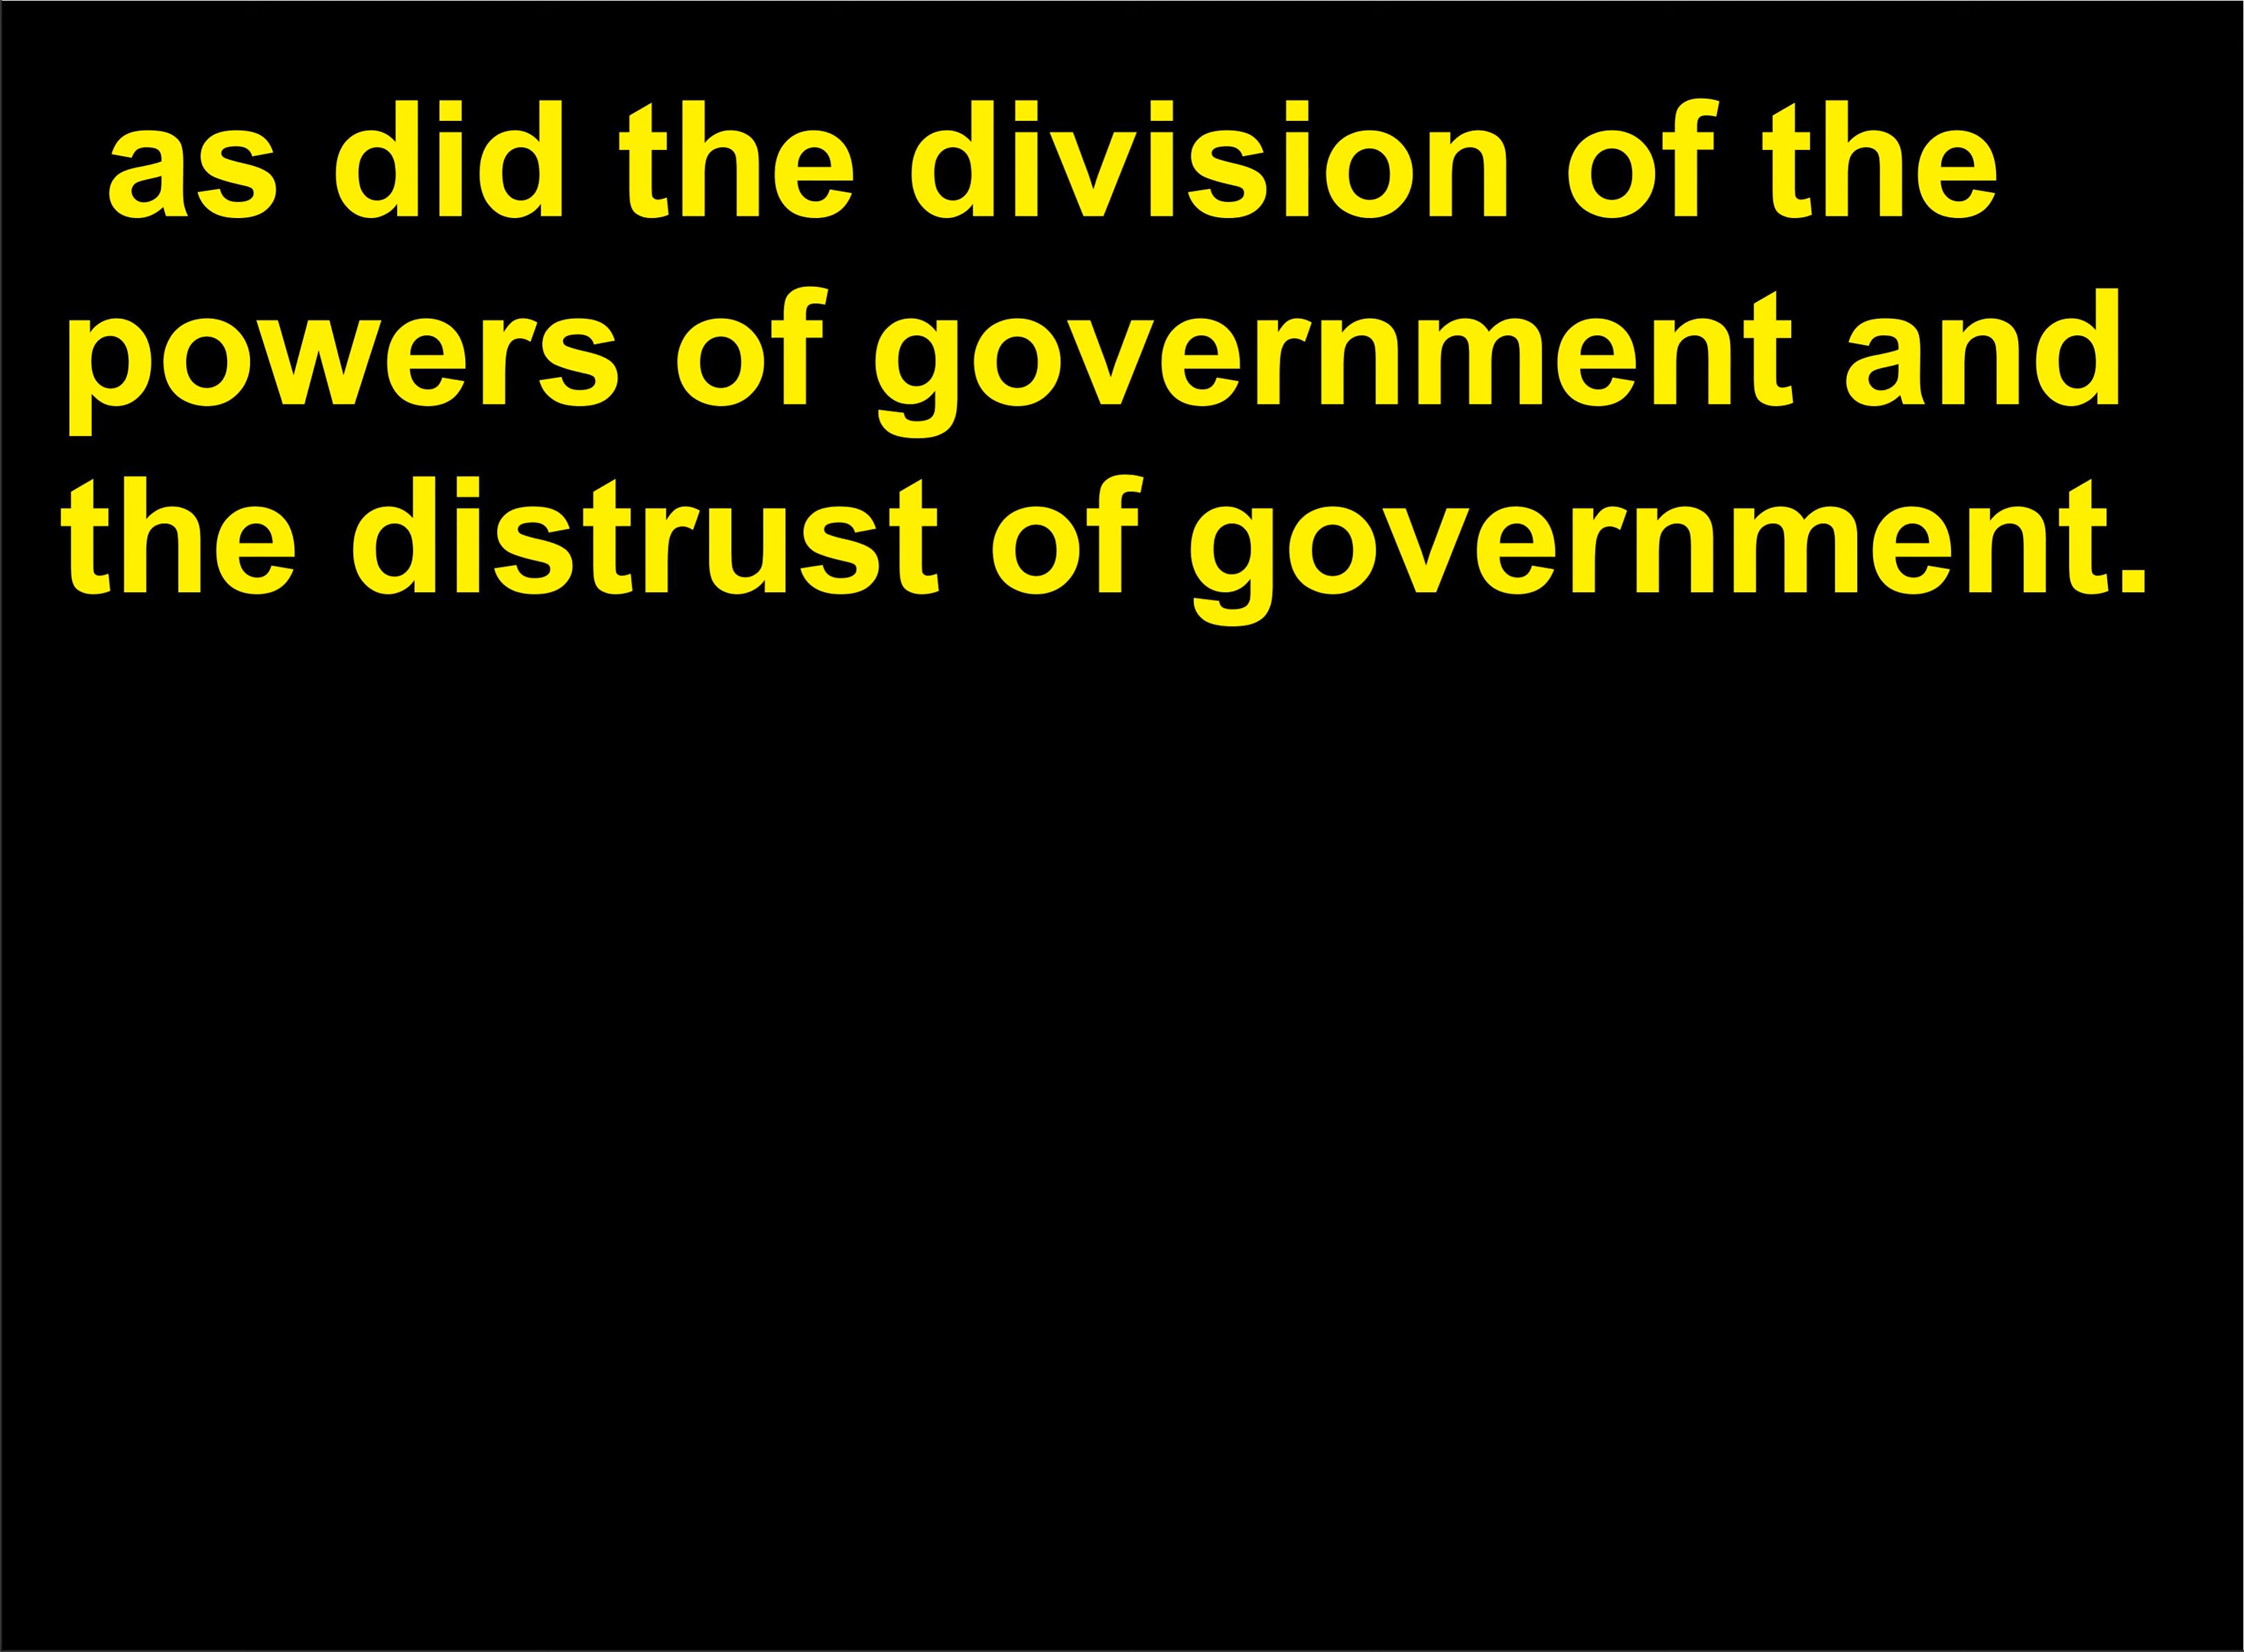 as did the division of the
powers of government and
the distrust of government.